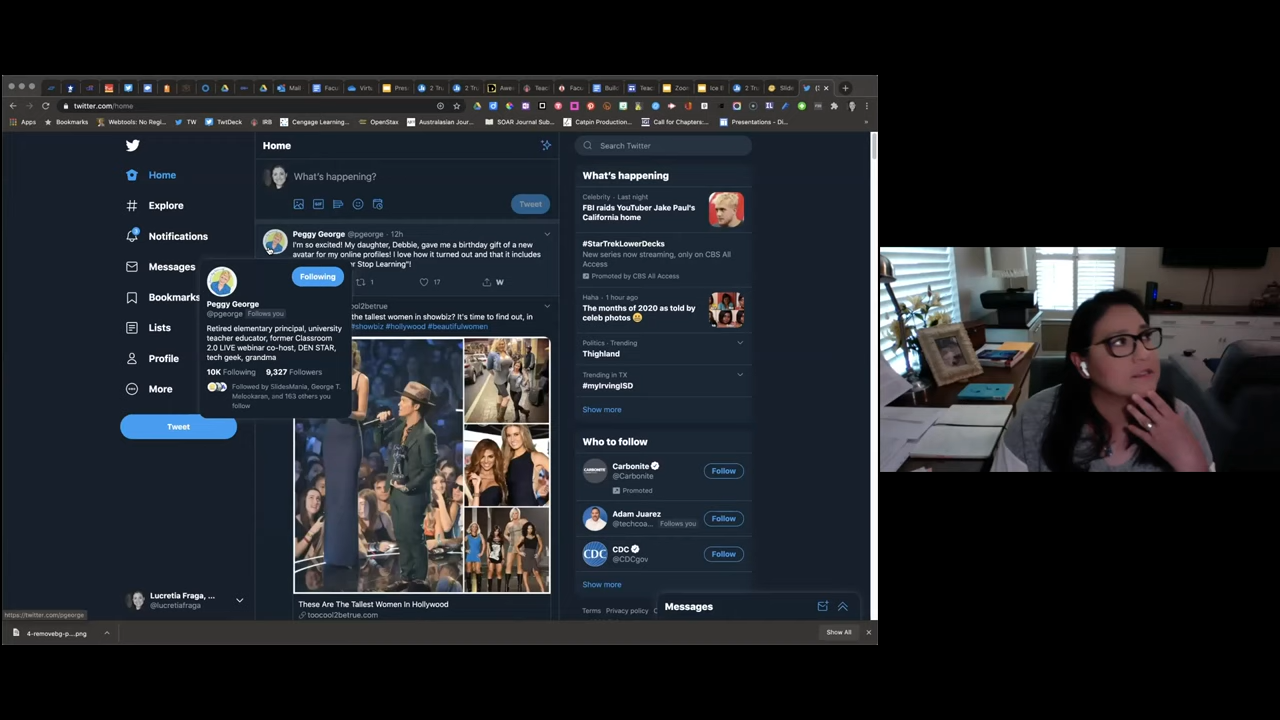 Mail
Virtu
twitter.com/home
Apps
Bookmarks
Webtools: No Regi...
TW
TwtDeck
IRB
Cengage Learning...
OpenStax
Australasian Jour...
SOAR Journal Sub...
Catpin Production...
Call for Chapters:...
Presentations - Di...
Home
Explore
Notifications
Messages
Bookmarks
Lists
Profile
More
Tweet
Lucretia Fraga, ...
@lucretiafraga
Home
What's happening?
Tweet
Peggy George @pgeorge · 12h
I'm so excited! My daughter, Debbie, gave me a birthday gift of a new
avatar for my online profiles! I love how it turned out and that it includes
r Stop Learning"!
1
17
W
Following
Peggy George
@pgeorge Follows you
Retired elementary principal, university
teacher educator, former Classroom
2.0 LIVE webinar co-host, DEN STAR,
tech geek, grandma
10K Following 9,327 Followers
Followed by SlidesMania, George T.
Melookaran, and 163 others you
follow
cool2betrue
the tallest women in showbiz? It's time to find out, in
#showbiz #hollywood #beautifulwomen
These Are The Tallest Women In Hollywood
toocool2betrue.com
Search Twitter
What's happening
Celebrity · Last night
FBI raids YouTuber Jake Paul's
California home
#StarTrekLowerDecks
New series now streaming, only on CBS All
Access
Promoted by CBS All Access
Haha · 1 hour ago
The months of 2020 as told by
celeb photos
Politics · Trending
Thighland
Trending in TX
#myIrvingISD
Show more
Who to follow
Carbonite
@Carbonite
Promoted
Follow
Adam Juarez
@techcoa... Follows you
Follow
CDC
@CDCgov
Follow
Show more
Terms Privacy policy
Messages
https://twitter.com/pgeorge
4-removebg-p....png
Show All